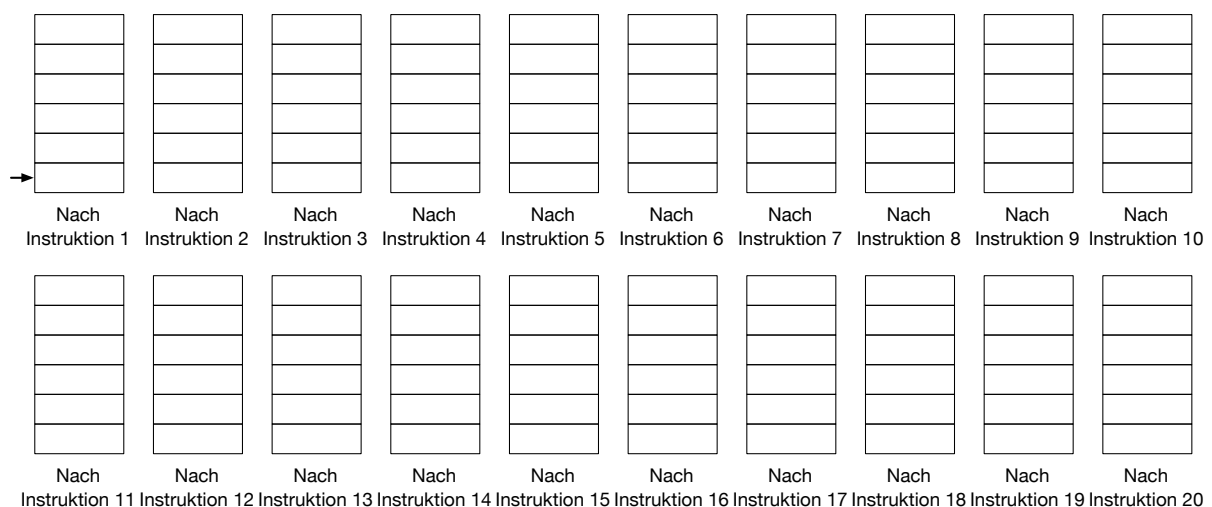 Nach Nach Nach Nach Nach Nach Nach Nach Nach Nach
Instruktion 1 Instruktion 2 Instruktion 3 Instruktion 4 Instruktion 5 Instruktion 6 Instruktion 7 Instruktion 8 Instruktion 9 Instruktion 10
Nach Nach Nach Nach Nach Nach Nach Nach Nach Nach
Instruktion 11 Instruktion 12 Instruktion 13 Instruktion 14 Instruktion 15 Instruktion 16 Instruktion 17 Instruktion 18 Instruktion 19 Instruktion 20